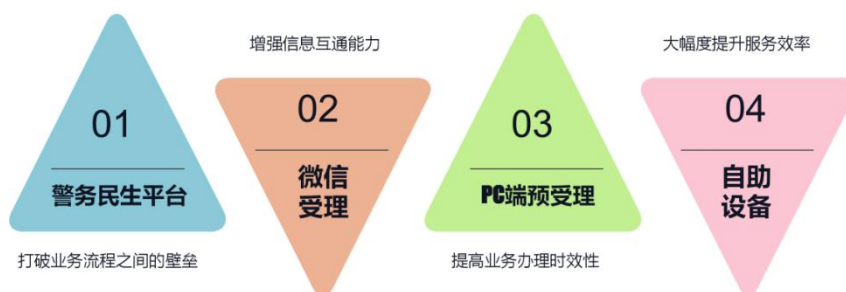 01
警务民生平台
打破业务流程之间的壁垒
增强信息互通能力
02
微信
受理
03
PC端预受理
提高业务办理时效性
大幅度提升服务效率
04
自助
设备